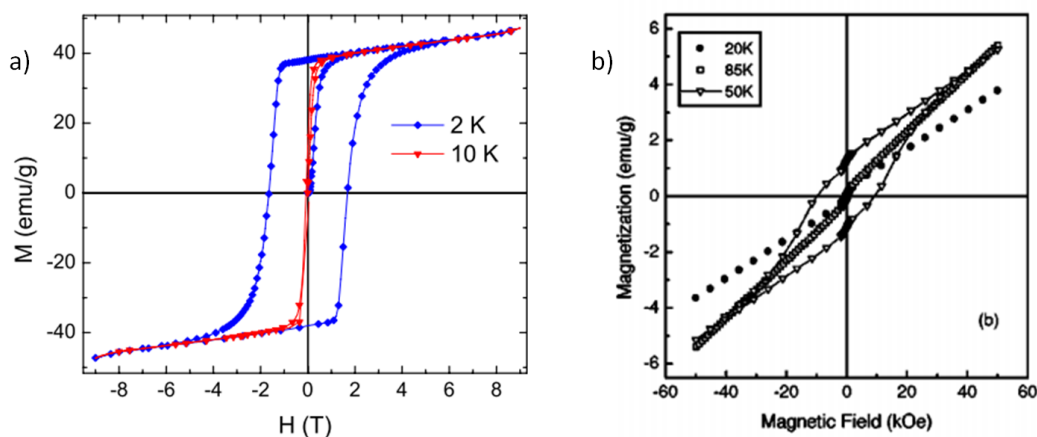 a)
M (emu/g)
40
20
0
-20
-40
2 K
10 K
-8 -6 -4 -2 0 2 4 6 8
H (T)
b)
Magnetization (emu/g)
6
4
2
0
-2
-4
-6
20K
85K
50K
(b)
-60 -40 -20 0 20 40 60
Magnetic Field (kOe)